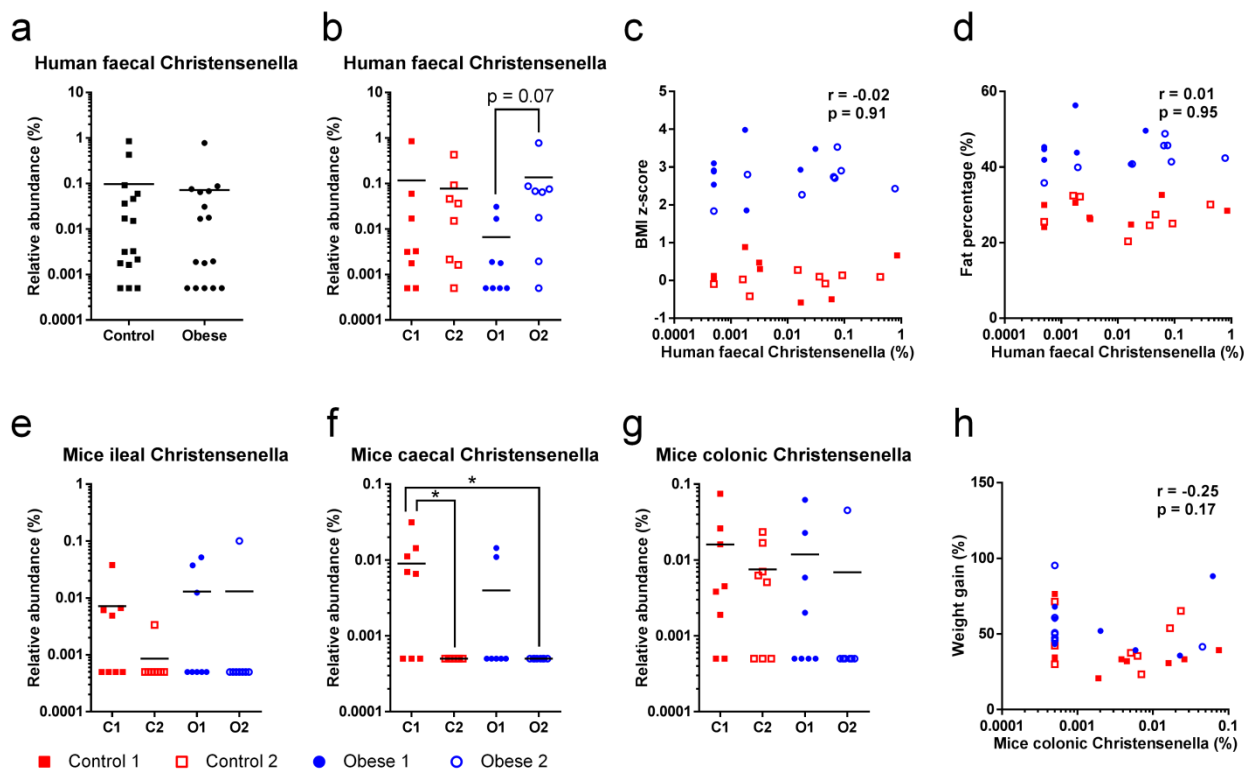 a
Human faecal Christensenella
Relative abundance (%)
10
1
0.1
0.01
0.001
0.0001
Control Obese
b
Human faecal Christensenella
p = 0.07
Relative abundance (%)
10
1
0.1
0.01
0.001
0.0001
C1 C2 O1 O2
c
r = -0.02
p = 0.91
BMI z-score
5
4
3
2
1
0
-1
0.0001 0.001 0.01 0.1 1
Human faecal Christensenella (%)
d
r = 0.01
p = 0.95
Fat percentage (%)
60
40
20
0
0.0001 0.001 0.01 0.1 1
Human faecal Christensenella (%)
e
Mice ileal Christensenella
Relative abundance (%)
1
0.1
0.01
0.001
0.0001
C1 C2 O1 O2
f
Mice caecal Christensenella
*
*
Relative abundance (%)
0.1
0.01
0.001
0.0001
C1 C2 O1 O2
g
Mice colonic Christensenella
Relative abundance (%)
0.1
0.01
0.001
0.0001
C1 C2 O1 O2
h
r = -0.25
p = 0.17
Weight gain (%)
150
100
50
0
0.0001 0.001 0.01 0.1
Mice colonic Christensenella (%)
Control 1 Control 2 Obese 1 Obese 2